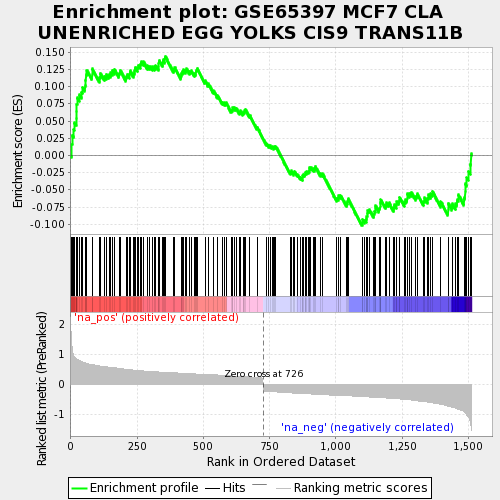 Enrichment plot: GSE65397 MCF7 CLA
UNENRICHED EGG YOLKS CIS9 TRANS11B
Enrichment score (ES)
0.150
0.125
0.100
0.075
0.050
0.025
0.000
-0.025
-0.050
-0.075
-0.100
'na_pos' (positively correlated)
Ranked list metric (PreRanked)
2
1
0
-1
Zero cross at 726
'na_neg' (negatively correlated)
0
250
500
750
1,000
1,250
1,500
Rank in Ordered Dataset
Enrichment profile
Hits
Ranking metric scores